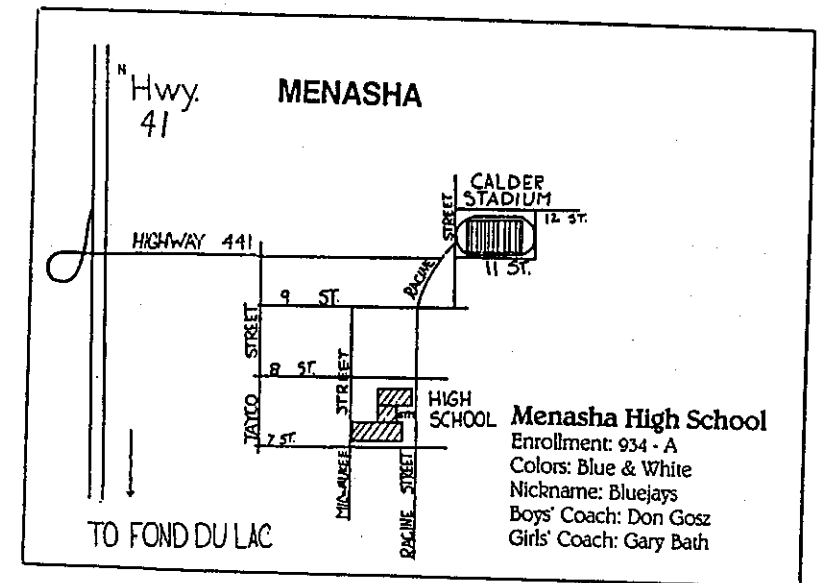 N
Hwy.
41
MENASHA
CALDER
STADIUM
12 ST.
STREET
HIGHWAY 441
11 ST.
RACINE
9 ST.
STREET
8 ST.
STREET
HIGH
SCHOOL
TAYCO
7 ST.
MILWAUKEE
RACINE STREET
TO FOND DU LAC
Menasha High School
Enrollment: 934 - A
Colors: Blue & White
Nickname: Bluejays
Boys' Coach: Don Gosz
Girls' Coach: Gary Bath